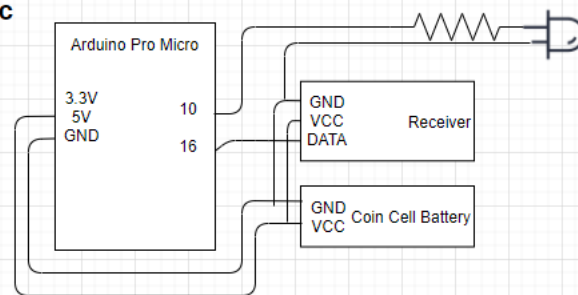 c
Arduino Pro Micro
3.3V
5V
GND
10
16
GND
VCC
DATA
Receiver
GND
VCC
Coin Cell Battery